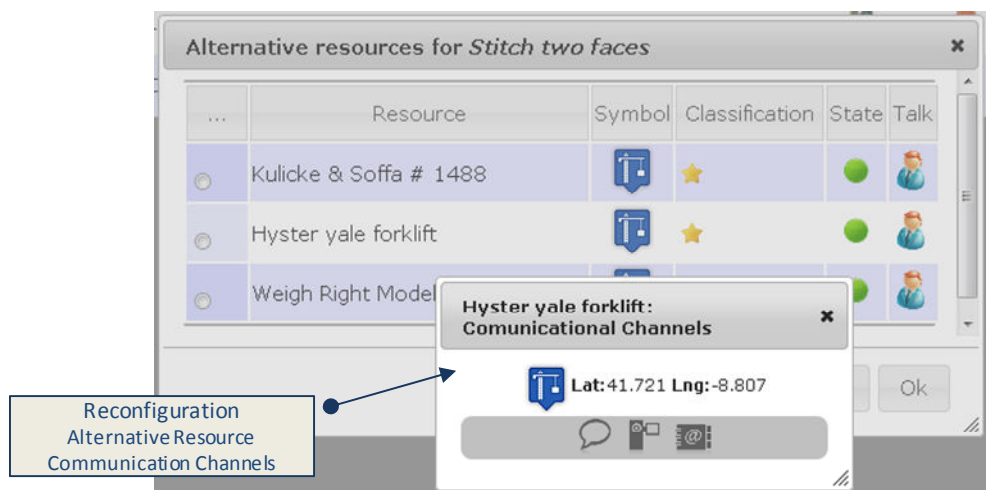 Alternative resources for Stitch two faces
... Resource Symbol Classification State Talk
Kulicke & Soffa # 1488
Hyster yale forklift
Weigh Right Model
Hyster yale forklift:
Comunicational Channels
Lat:41.721 Lng:-8.807
Ok
Reconfiguration
Alternative Resource
Communication Channels